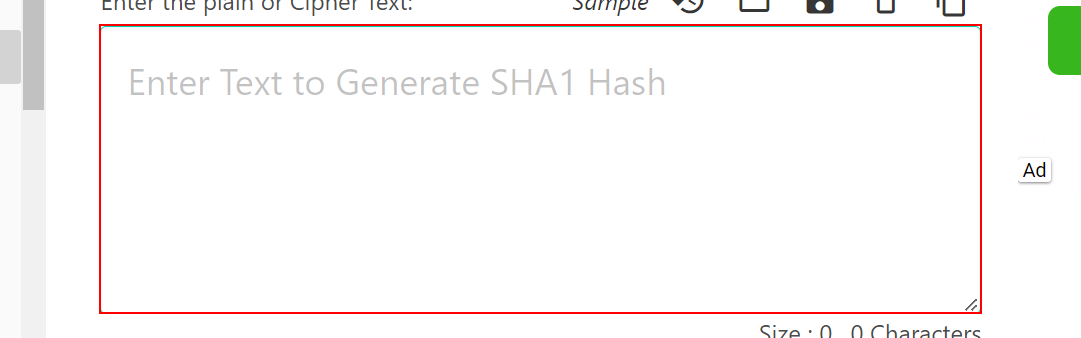 Enter the plain or Cipher Text: Sample
Enter Text to Generate SHA1 Hash
Ad
Size : 0 , 0 Characters